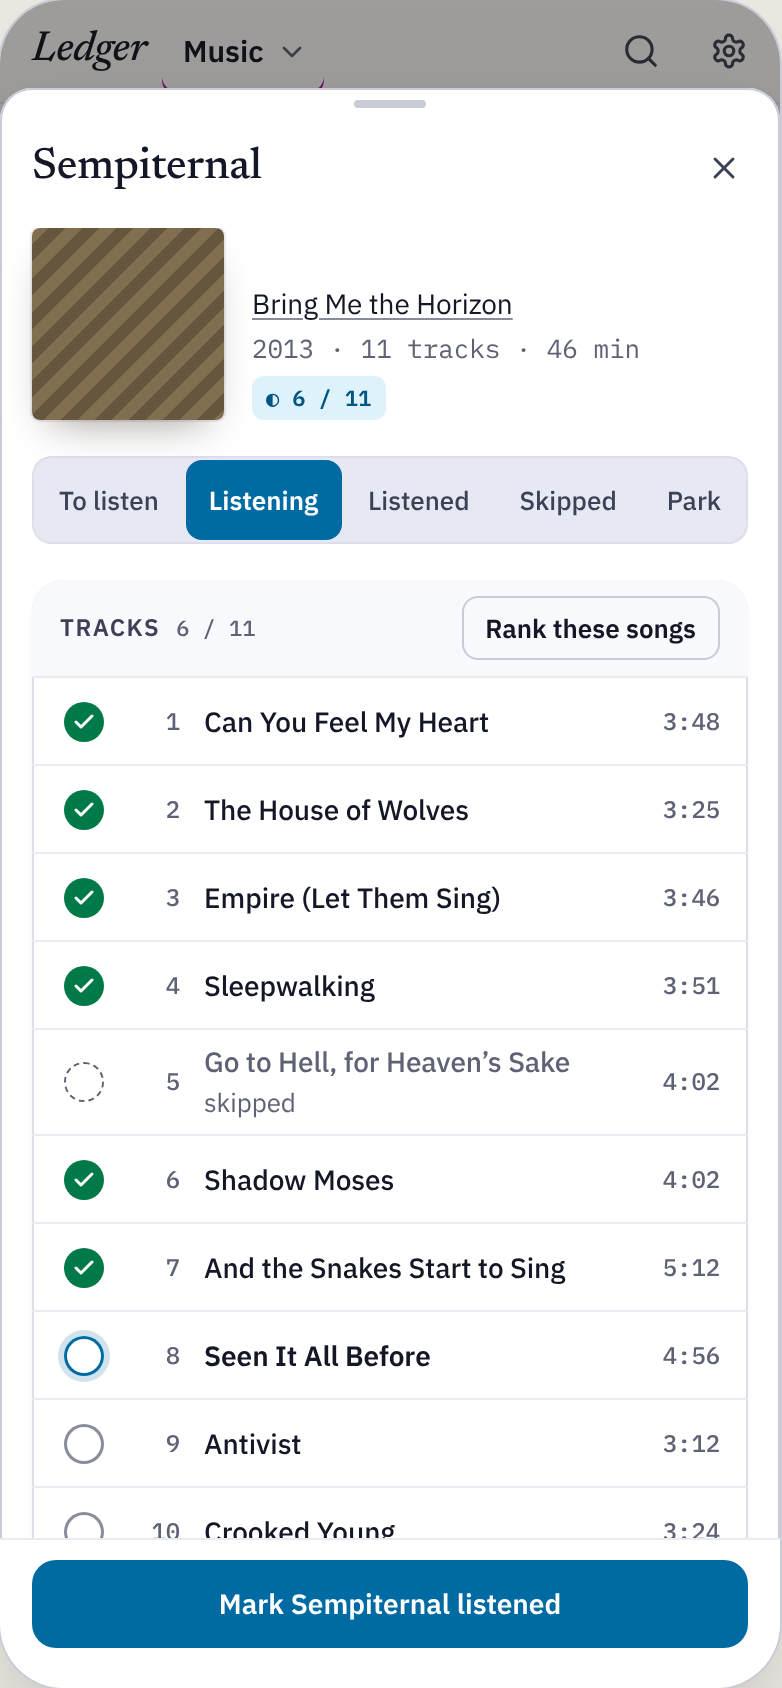 Ledger Music
Sempiternal
Bring Me the Horizon
2013 · 11 tracks · 46 min
◐ 6 / 11
To listen Listening Listened Skipped Park
TRACKS 6 / 11 Rank these songs
1 Can You Feel My Heart 3:48
2 The House of Wolves 3:25
3 Empire (Let Them Sing) 3:46
4 Sleepwalking 3:51
5 Go to Hell, for Heaven’s Sake 4:02
skipped
6 Shadow Moses 4:02
7 And the Snakes Start to Sing 5:12
8 Seen It All Before 4:56
9 Antivist 3:12
10 Crooked Young 3:24
Mark Sempiternal listened